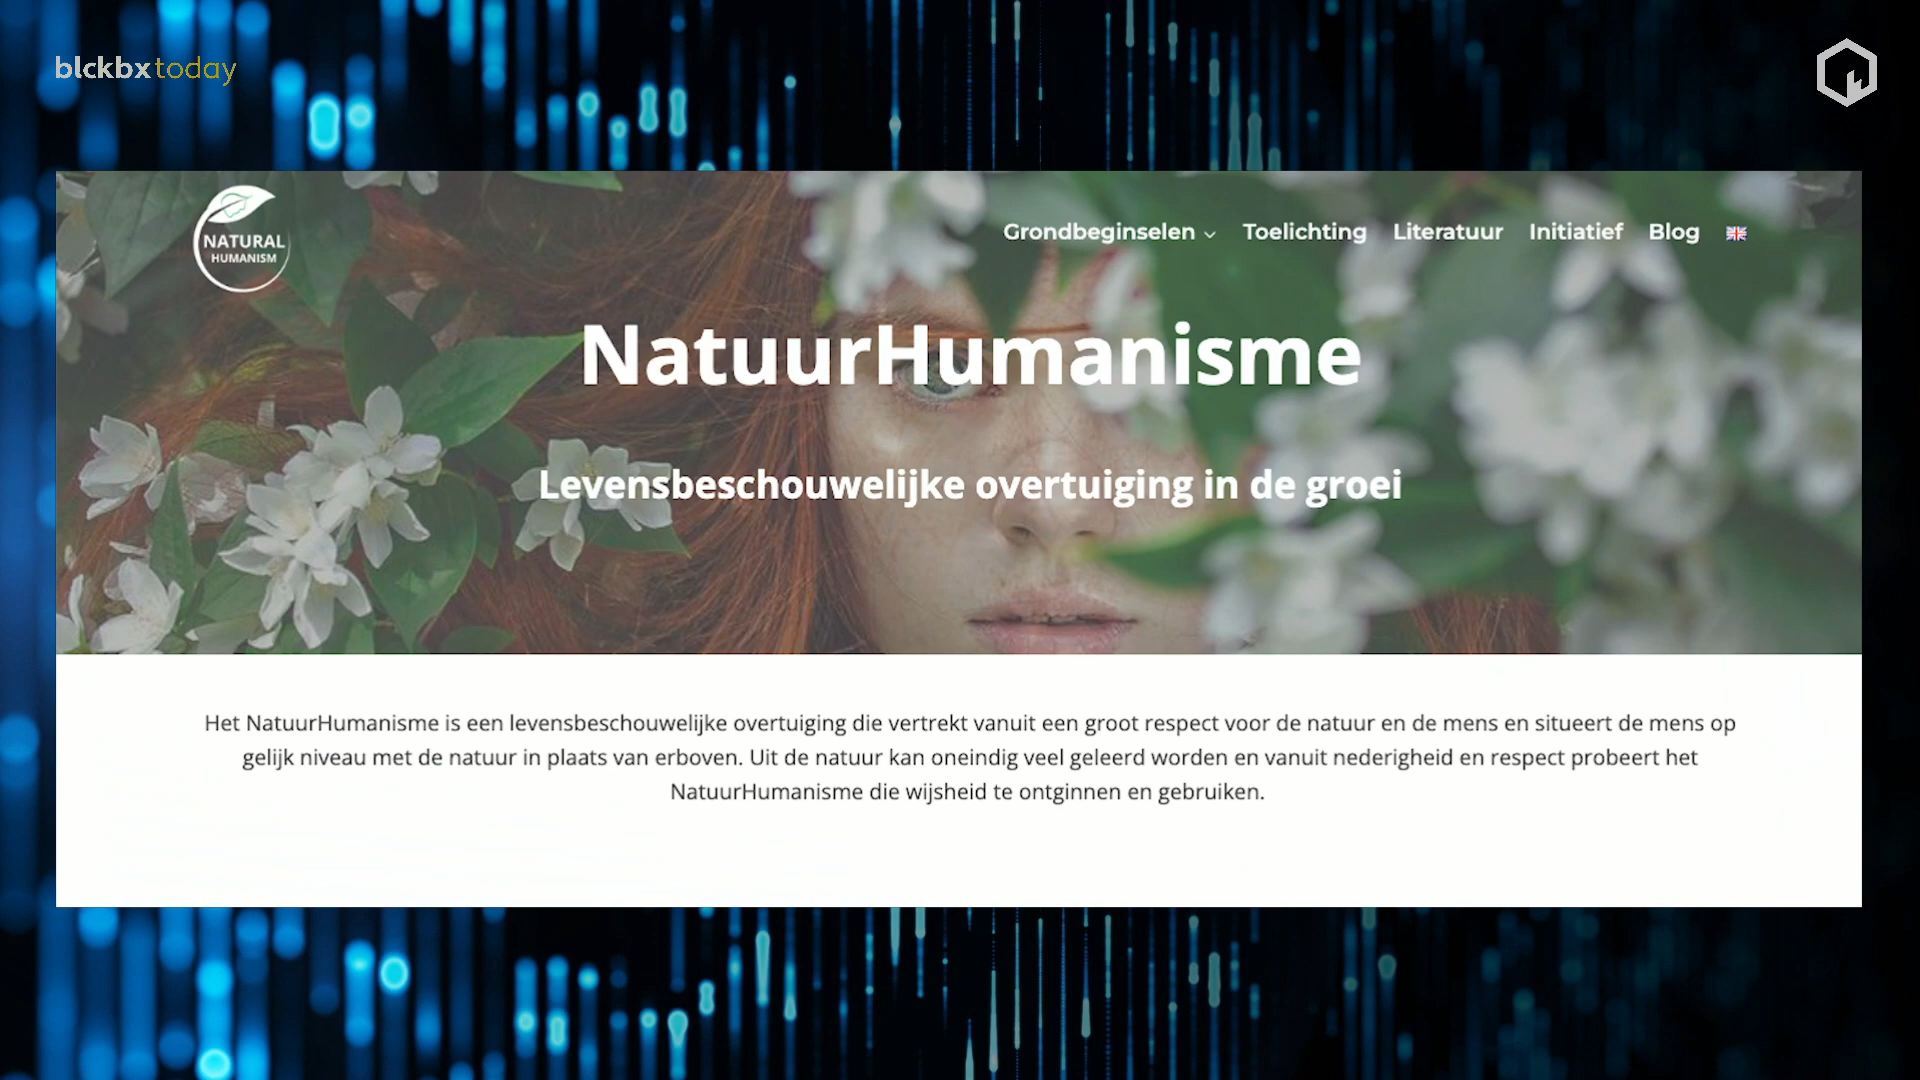 blckbxtoday
NATURAL
HUMANISM
Grondbeginselen Toelichting Literatuur Initiatief Blog
NatuurHumanisme
Levensbeschouwelijke overtuiging in de groei
Het NatuurHumanisme is een levensbeschouwelijke overtuiging die vertrekt vanuit een groot respect voor de natuur en de mens en situeert de mens op
gelijk niveau met de natuur in plaats van erboven. Uit de natuur kan oneindig veel geleerd worden en vanuit nederigheid en respect probeert het
NatuurHumanisme die wijsheid te ontginnen en gebruiken.